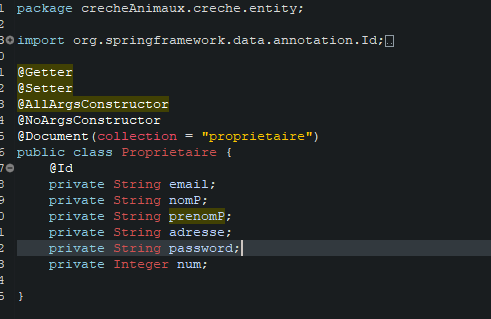 package crecheAnimaux.creche.entity;
import org.springframework.data.annotation.Id;
@Getter
@Setter
@AllArgsConstructor
@NoArgsConstructor
@Document(collection = "proprietaire")
public class Proprietaire {
    @Id
    private String email;
    private String nomP;
    private String prenomP;
    private String adresse;
    private String password;
    private Integer num;
}